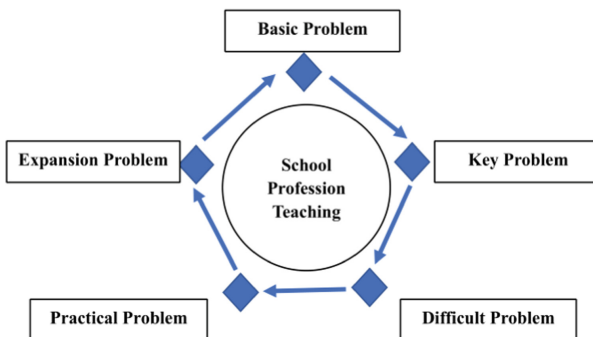 Basic Problem
Expansion Problem
School
Profession
Teaching
Key Problem
Practical Problem
Difficult Problem